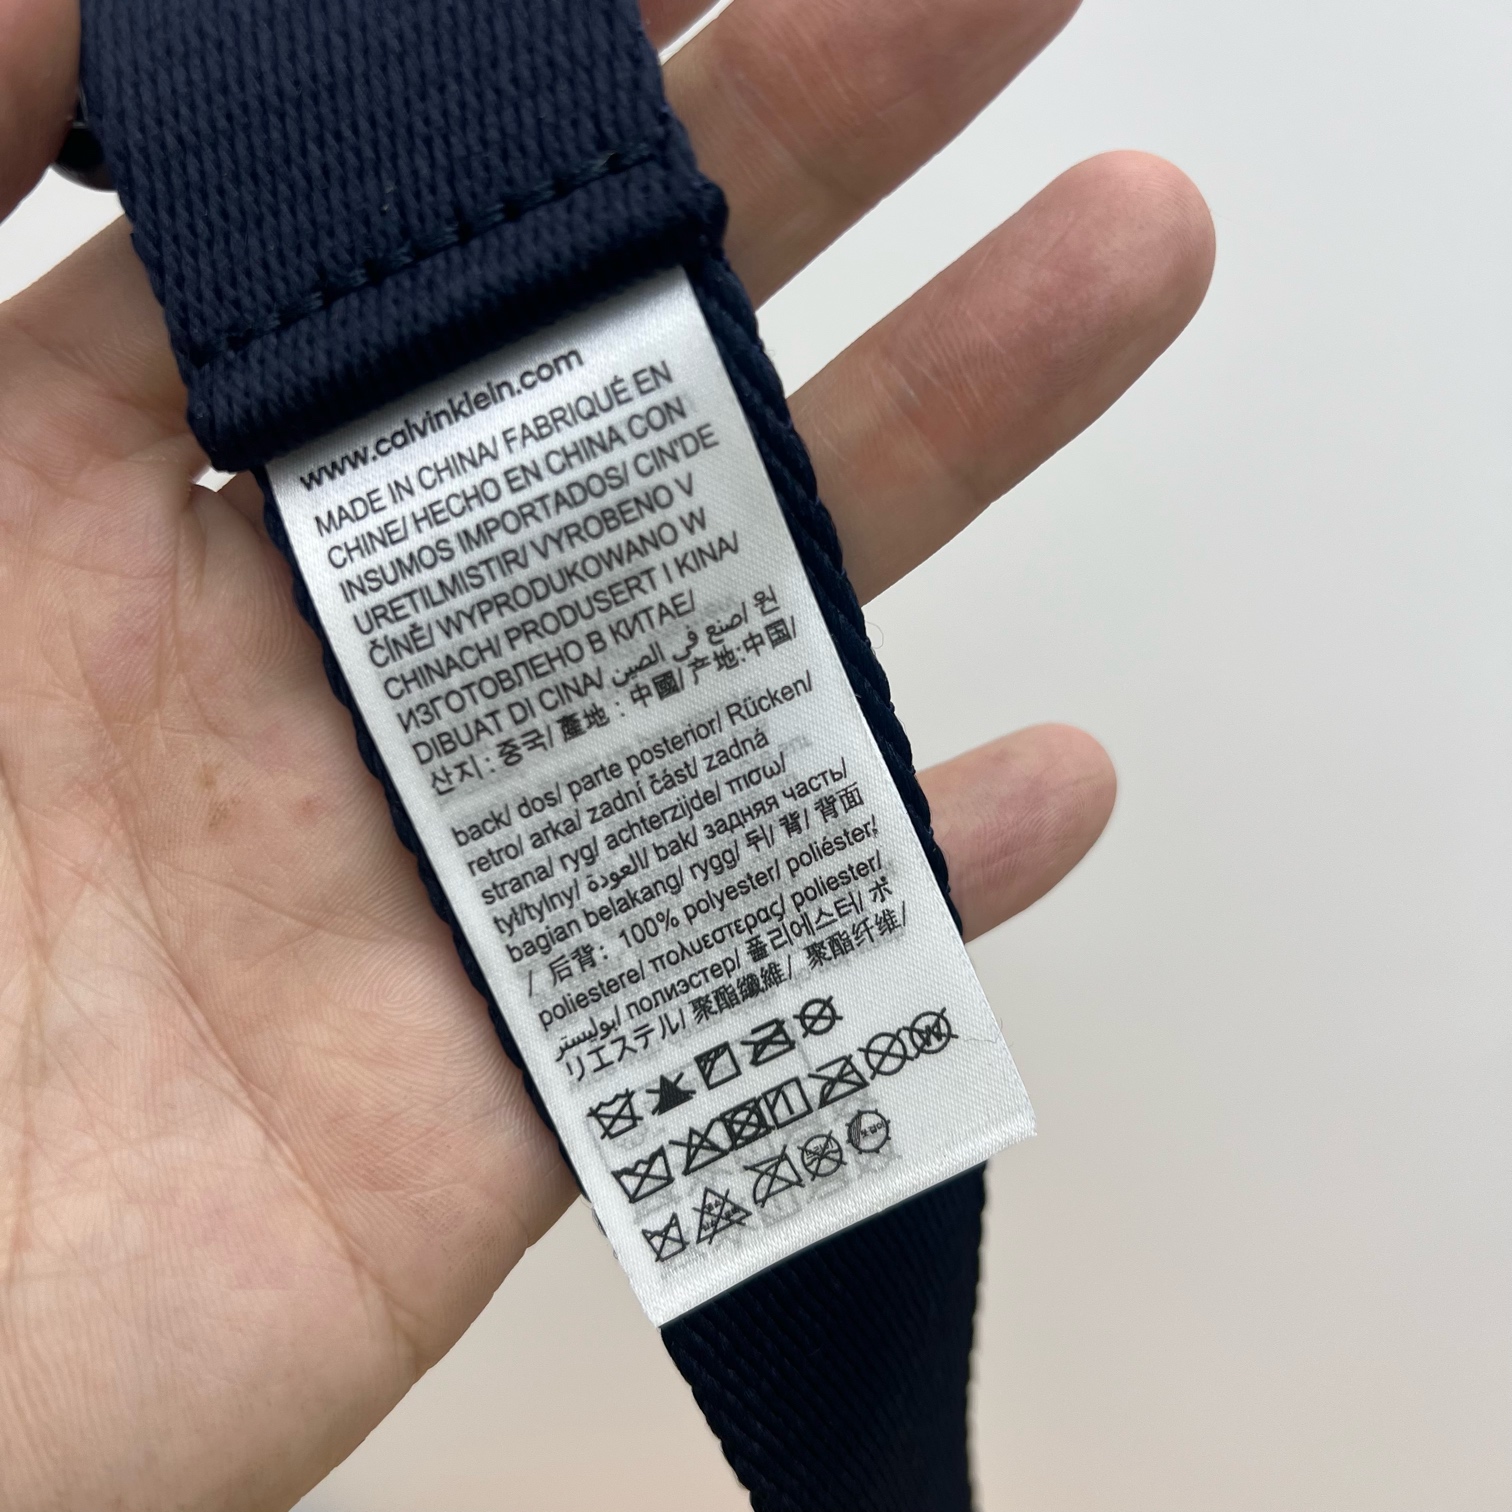 www.calvinklein.com
MADE IN CHINA/ FABRIQUÉ EN
CHINE/ HECHO EN CHINA CON
INSUMOS IMPORTADOS/ CIN'DE
URETILMISTIR/ VYROBENO V
ČÍNĚ/ WYPRODUKOWANO W
CHINACH/ PRODUSERT I KINA/
ИЗГОТОВЛЕНО В КИТАЕ/
DIBUAT DI CINA/ صنع في الصين/ 원
산지 : 중국/ 產地 : 中國/ 产地:中国/
back/ dos/ parte posterior/ Rücken/
retro/ arka/ zadní část/ zadná
strana/ ryg/ achterzijde/ πισω/
tył/tylny/ العودة/ bak/ задняя часть/
bagian belakang/ rygg/ 뒤/ 背/ 背面
/ 后背: 100% polyester/ poliéster/
poliestere/ πολυεστερας/ poliester/
بوليستر/ полиэстер/ 폴리에스터/ ポ
リエステル/ 聚酯纖維/ 聚酯纤维/